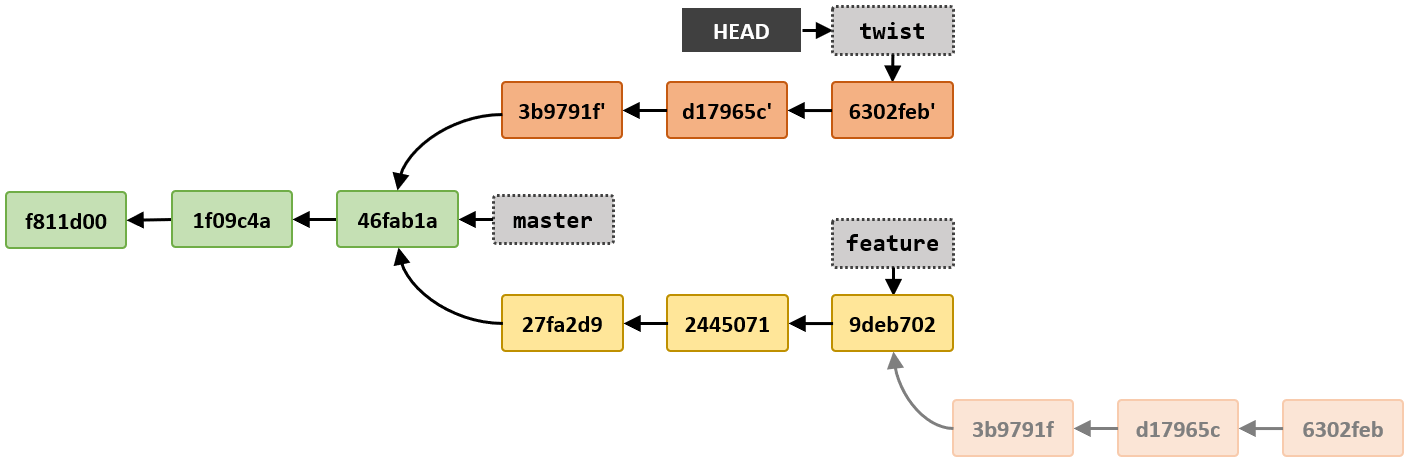 HEAD
twist
3b9791f'
d17965c'
6302feb'
f811d00
1f09c4a
46fab1a
master
feature
27fa2d9
2445071
9deb702
3b9791f
d17965c
6302feb